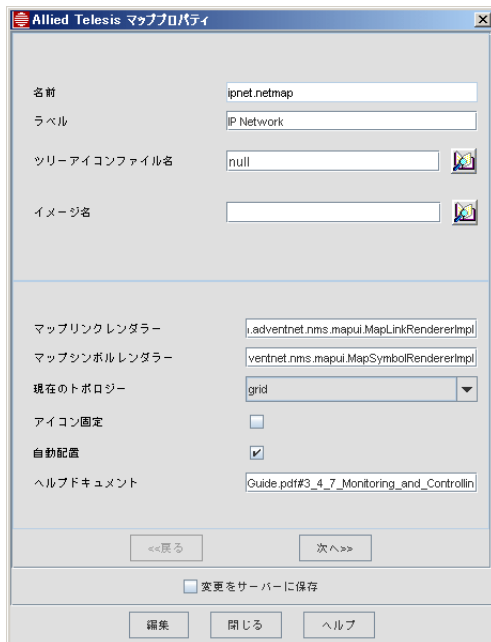 Allied Telesis マッププロパティ
名前 ipnet.netmap
ラベル IP Network
ツリーアイコンファイル名 null
イメージ名
マップリンクレンダラー ı.adventnet.nms.mapui.MapLinkRendererImpl
マップシンボルレンダラー ventnet.nms.mapui.MapSymbolRendererImpl
現在のトポロジー grid
アイコン固定
自動配置
ヘルプドキュメント Guide.pdf#3_4_7_Monitoring_and_Controllin
<<戻る 次へ>>
変更をサーバーに保存
編集 閉じる ヘルプ